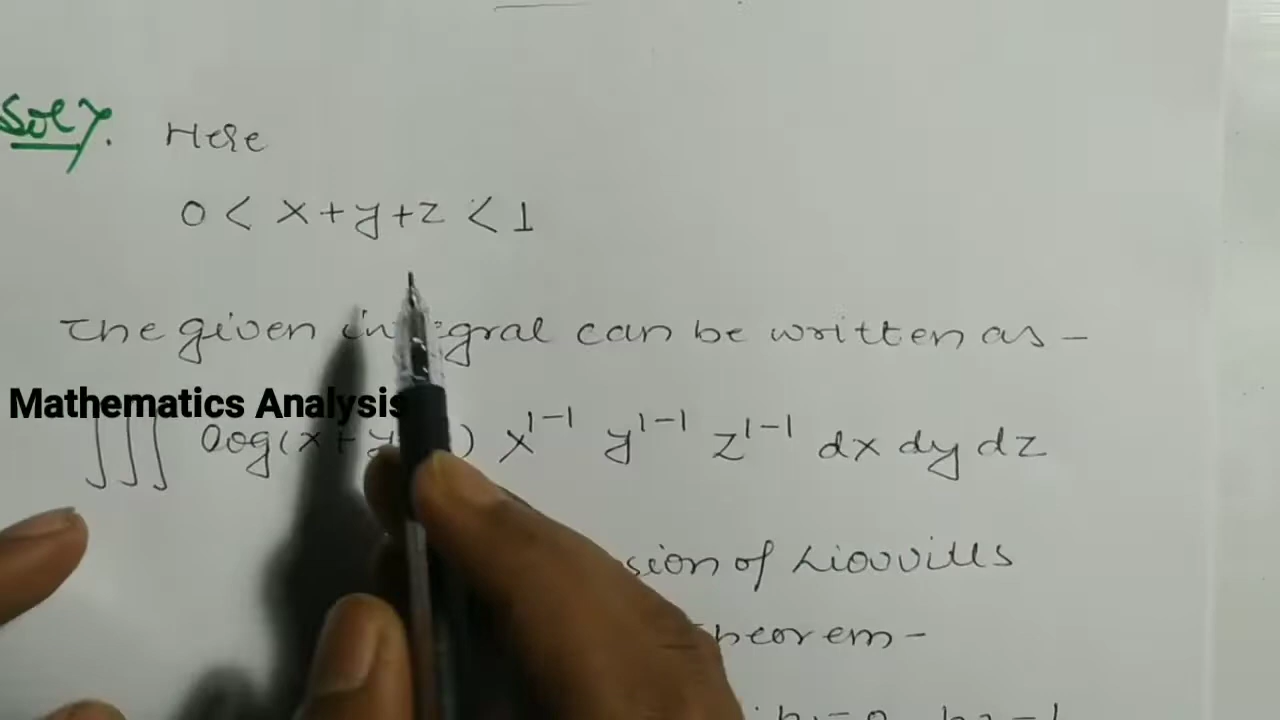 Solⁿ.
Here
0 < x+y+z < 1
The given integral can be written as –
Mathematics Analysis
∭ log(x+y ) x^{1-1} y^{1-1} z^{1-1} dx dy dz
of Liouvills
Theorem –